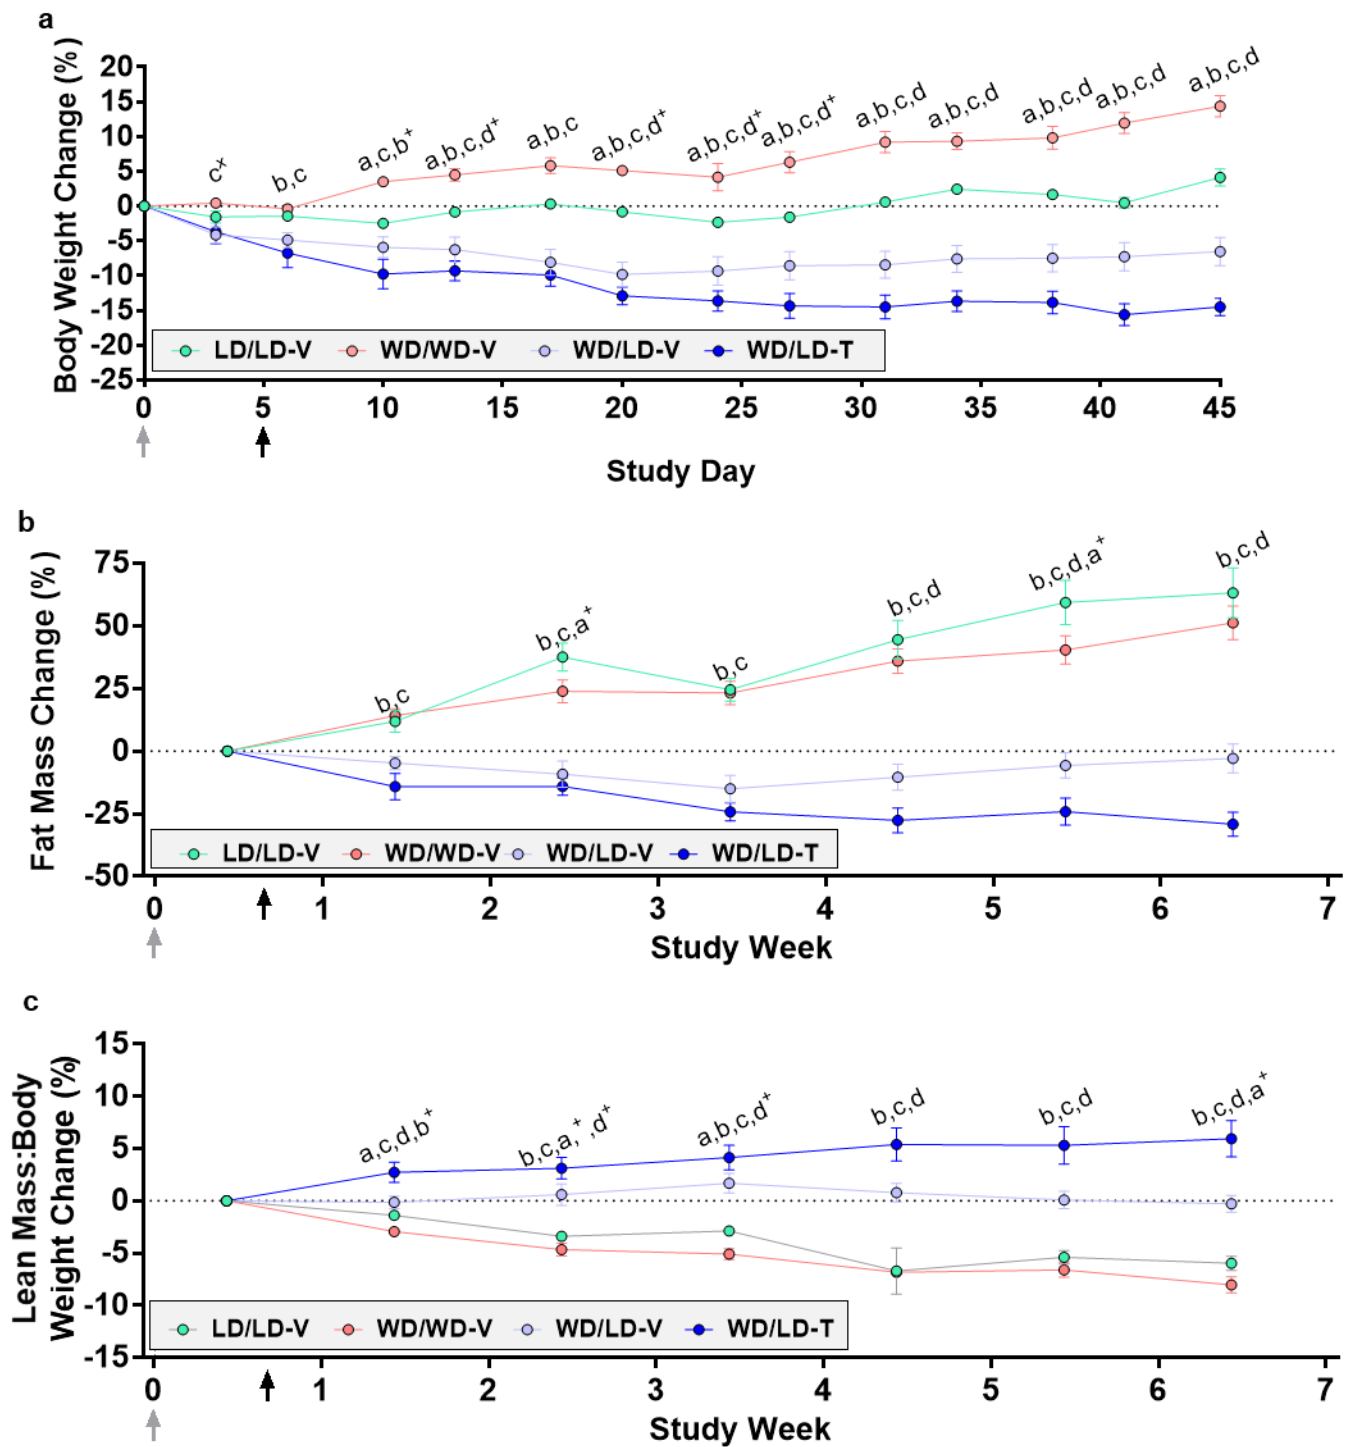 a
Body Weight Change (%)
20
15
10
5
0
-5
-10
-15
-20
-25
c^x
b,c
a,c,b^+
a,b,c,d^+
a,b,c
a,b,c,d^+
a,b,c,d^+
a,b,c,d^+
a,b,c,d
a,b,c,d
a,b,c,d
a,b,c,d
a,b,c,d
LD/LD-V WD/WD-V WD/LD-V WD/LD-T
0 5 10 15 20 25 30 35 40 45
Study Day
b
Fat Mass Change (%)
75
50
25
0
-25
-50
b,c
b,c,a^+
b,c
b,c,d
b,c,d,a^+
b,c,d
LD/LD-V WD/WD-V WD/LD-V WD/LD-T
0 1 2 3 4 5 6 7
Study Week
c
Lean Mass:Body
Weight Change (%)
15
10
5
0
-5
-10
-15
a,c,d,b^+
b,c,a,^+,d^+
a,b,c,d^+
b,c,d
b,c,d
b,c,d,a^+
LD/LD-V WD/WD-V WD/LD-V WD/LD-T
0 1 2 3 4 5 6 7
Study Week